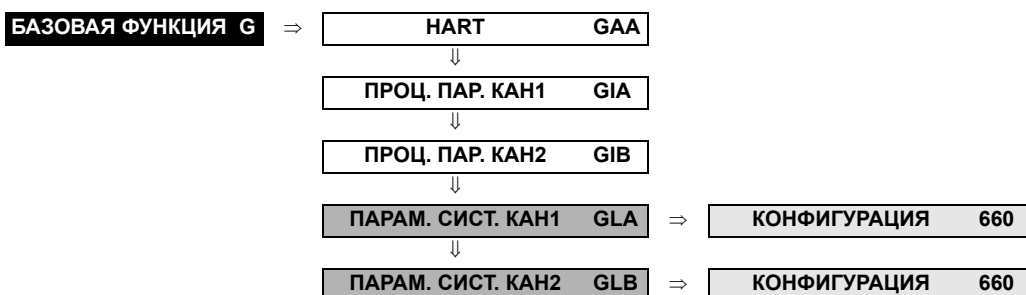 БАЗОВАЯ ФУНКЦИЯ G ⇒ HART GAA
⇓
ПРОЦ. ПАР. КАН1 GIA
⇓
ПРОЦ. ПАР. КАН2 GIB
⇓
ПАРАМ. СИСТ. КАН1 GLA ⇒ КОНФИГУРАЦИЯ 660
⇓
ПАРАМ. СИСТ. КАН2 GLB ⇒ КОНФИГУРАЦИЯ 660